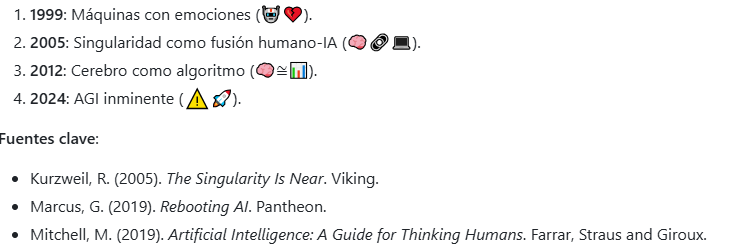 1. 1999: Máquinas con emociones (🤖💔).
2. 2005: Singularidad como fusión humano-IA (🧠🔗💻).
3. 2012: Cerebro como algoritmo (🧠≅📊).
4. 2024: AGI inminente (⚠️🚀).
Fuentes clave:
• Kurzweil, R. (2005). The Singularity Is Near. Viking.
• Marcus, G. (2019). Rebooting AI. Pantheon.
• Mitchell, M. (2019). Artificial Intelligence: A Guide for Thinking Humans. Farrar, Straus and Giroux.